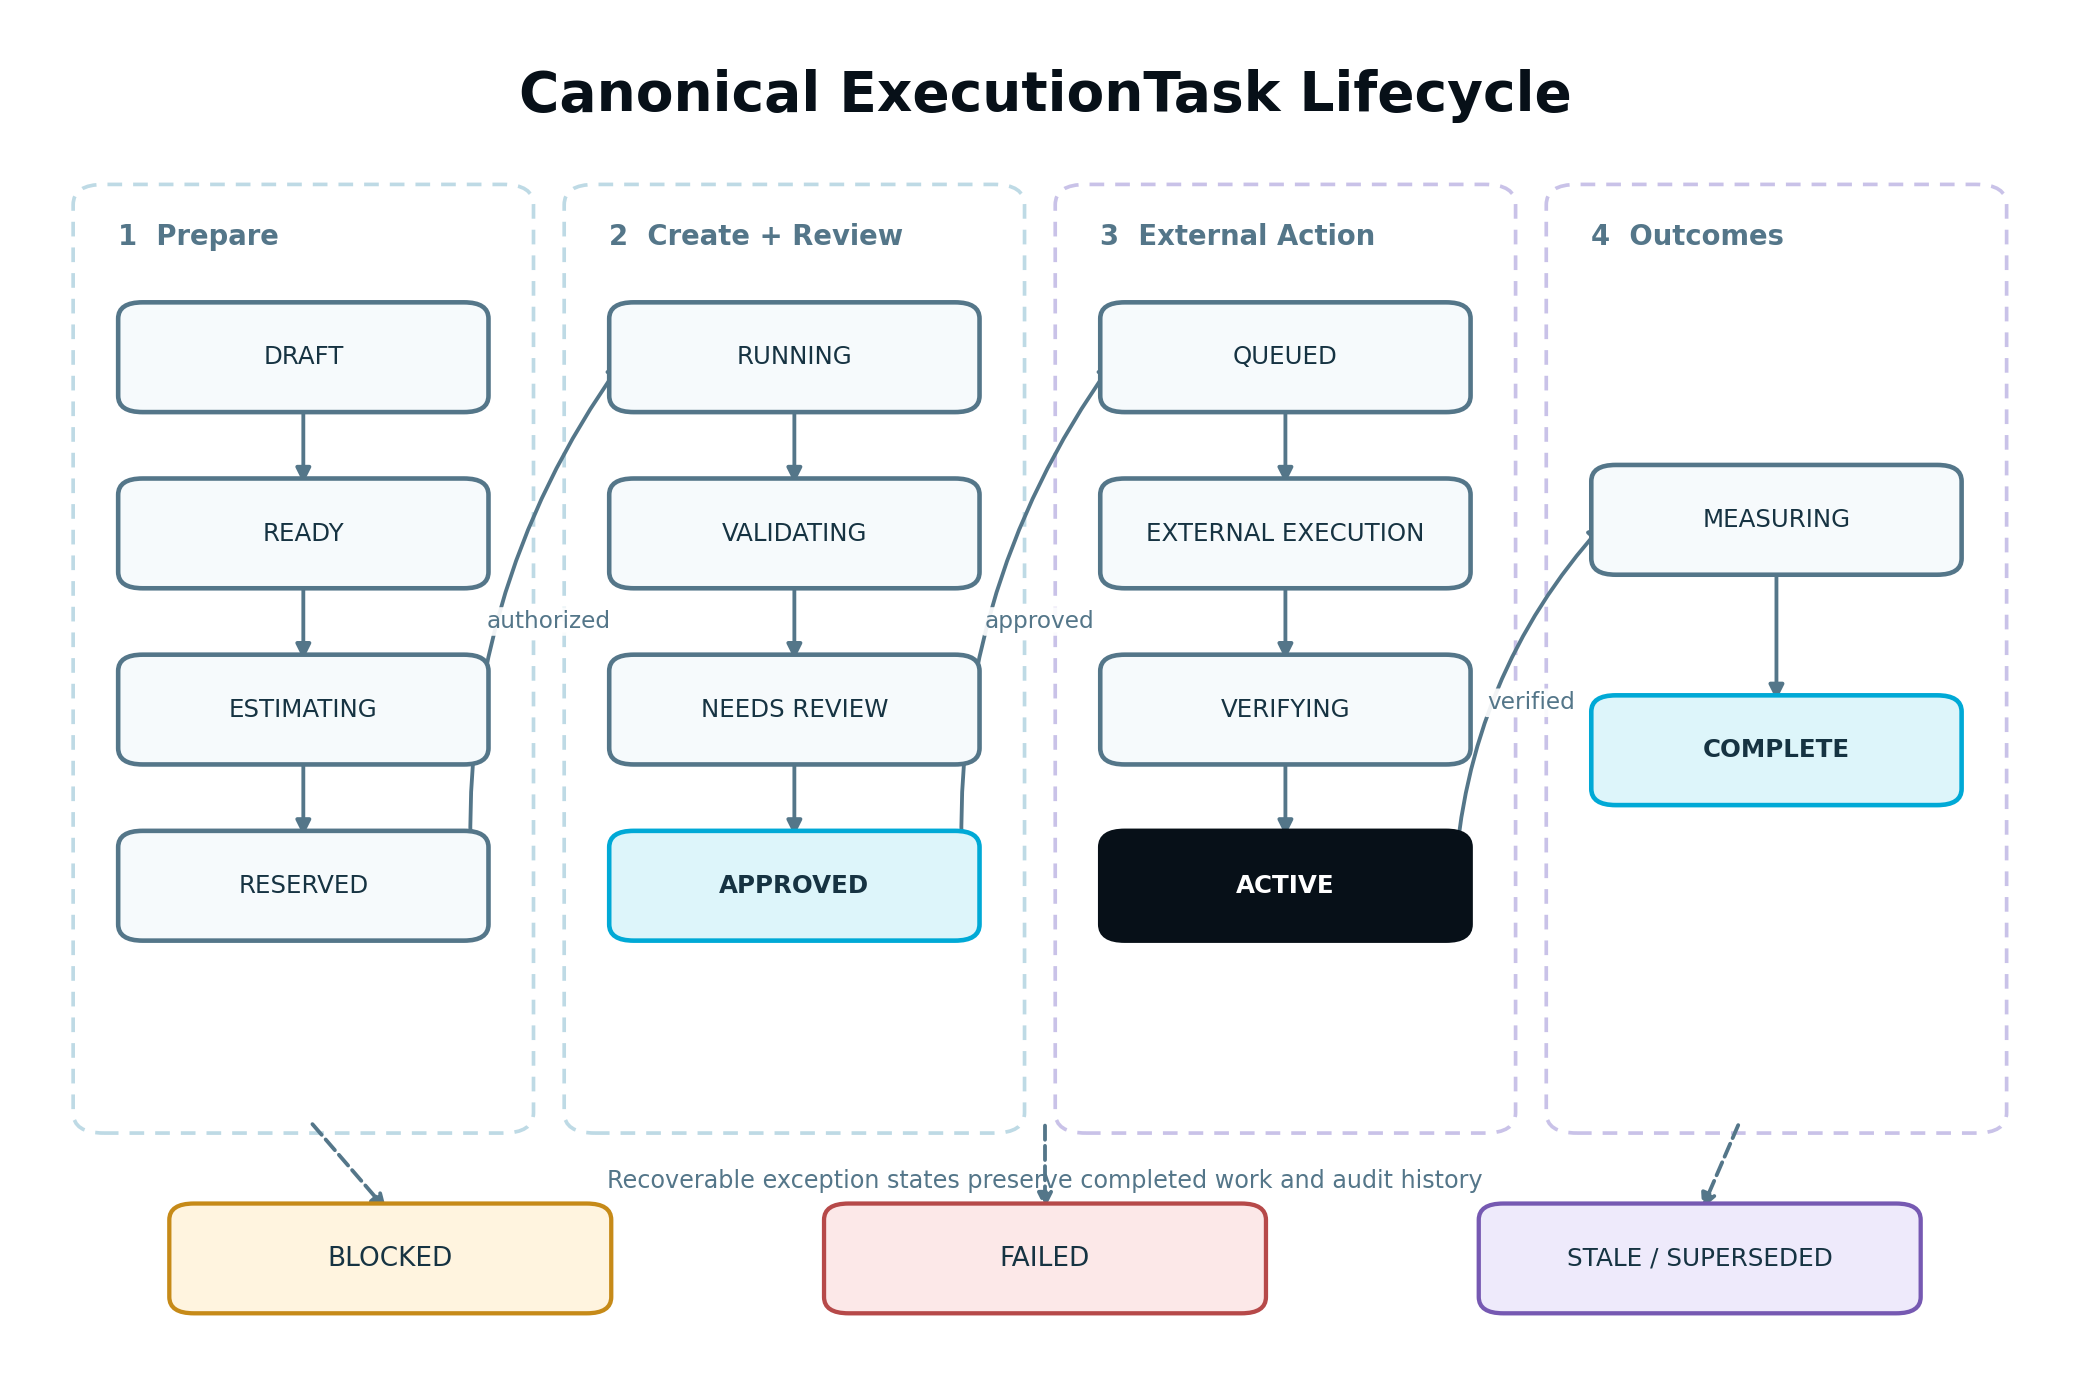 Canonical ExecutionTask Lifecycle
1 Prepare
DRAFT
READY
ESTIMATING
RESERVED
authorized
2 Create + Review
RUNNING
VALIDATING
NEEDS REVIEW
APPROVED
approved
3 External Action
QUEUED
EXTERNAL EXECUTION
VERIFYING
ACTIVE
verified
4 Outcomes
MEASURING
COMPLETE
Recoverable exception states preserve completed work and audit history
BLOCKED
FAILED
STALE / SUPERSEDED